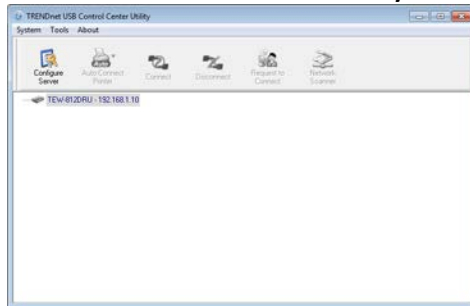 TRENDnet USB Control Center Utility
System Tools About
Configure Server
Auto-Connect Printer
Connect
Disconnect
Request to Connect
Network Scanner
TEW-812DRU - 192.168.1.10